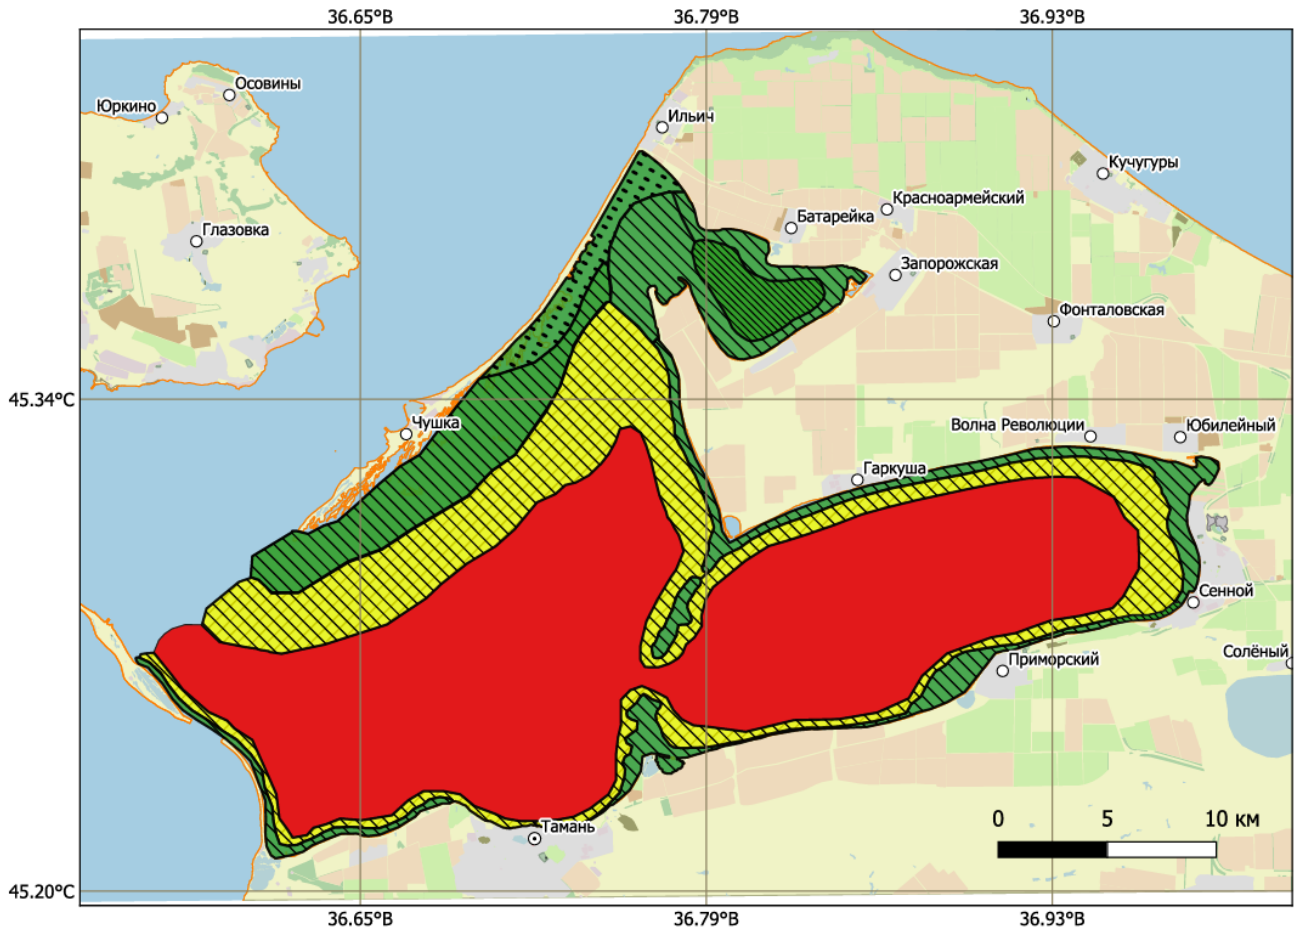 36.65°В 36.79°В 36.93°В
Осовины
Юркино
Ильич
Кучугуры
Красноармейский
Батарейка
Глазовка
Запорожская
Фонталовская
45.34°С
Чушка
Волна Революции
Юбилейный
Гаркуша
Сенной
Солёный
Приморский
0 5 10 км
Тамань
45.20°С
36.65°В 36.79°В 36.93°В